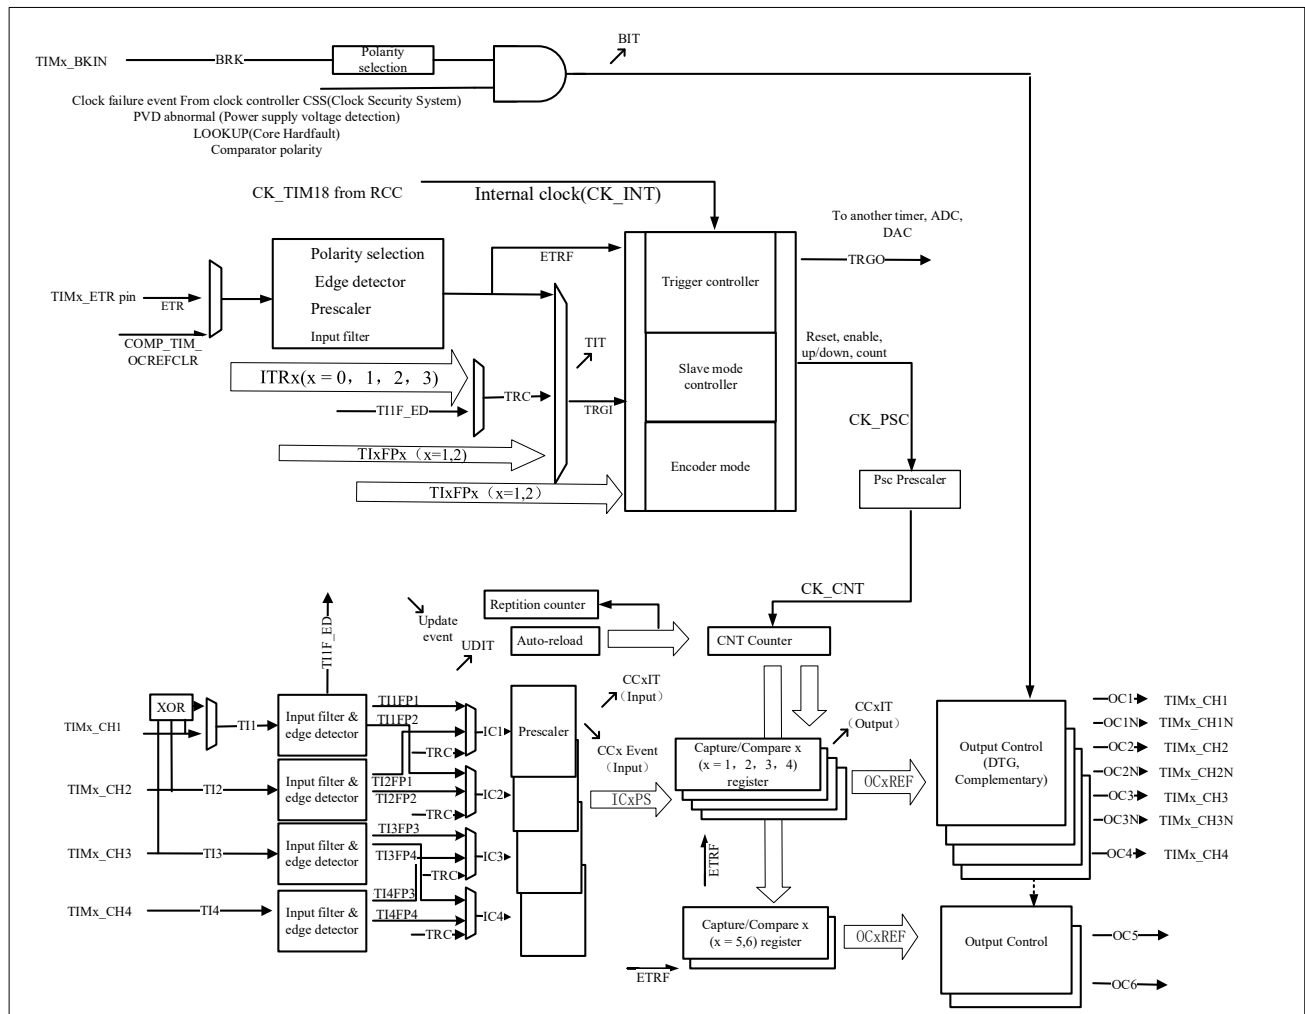 BIT
TIMx_BKIN
BRK
Polarity
selection
Clock failure event From clock controller CSS(Clock Security System)
PVD abnormal (Power supply voltage detection)
LOOKUP(Core Hardfault)
Comparator polarity
CK_TIM18 from RCC
Internal clock(CK_INT)
To another timer, ADC,
DAC
TRGO
Polarity selection
Edge detector
Prescaler
Input filter
ETRF
Trigger controller
TIMx_ETR pin
ETR
COMP_TIM_
OCREFCLR
TIT
Reset, enable,
up/down, count
Slave mode
controller
ITRx(x = 0，1，2，3)
TRC
TRGI
TI1F_ED
CK_PSC
TIxFPx（x=1,2)
Encoder mode
TIxFPx（x=1,2）
Psc Prescaler
CK_CNT
Reptition counter
Auto-reload
CNT Counter
Update
event
UDIT
TI1F_ED
XOR
TIMx_CH1
TI1
Input filter &
edge detector
TI1FP1
TI1FP2
TRC
IC1
Prescaler
CCxIT
（Input)
CCx Event
(Input)
CCxIT
（Output)
TIMx_CH2
TI2
Input filter &
edge detector
TI2FP1
TI2FP2
TRC
IC2
ICxPS
Capture/Compare x
(x = 1，2，3，4)
register
OCxREF
Output Control
(DTG,
Complementary)
OC1
TIMx_CH1
OC1N
TIMx_CH1N
OC2
TIMx_CH2
OC2N
TIMx_CH2N
OC3
TIMx_CH3
OC3N
TIMx_CH3N
OC4
TIMx_CH4
TIMx_CH3
TI3
Input filter &
edge detector
TI3FP3
TI3FP4
TRC
IC3
ETRF
TIMx_CH4
TI4
Input filter &
edge detector
TI4FP3
TI4FP4
TRC
IC4
Capture/Compare x
(x = 5,6) register
OCxREF
Output Control
OC5
OC6
ETRF